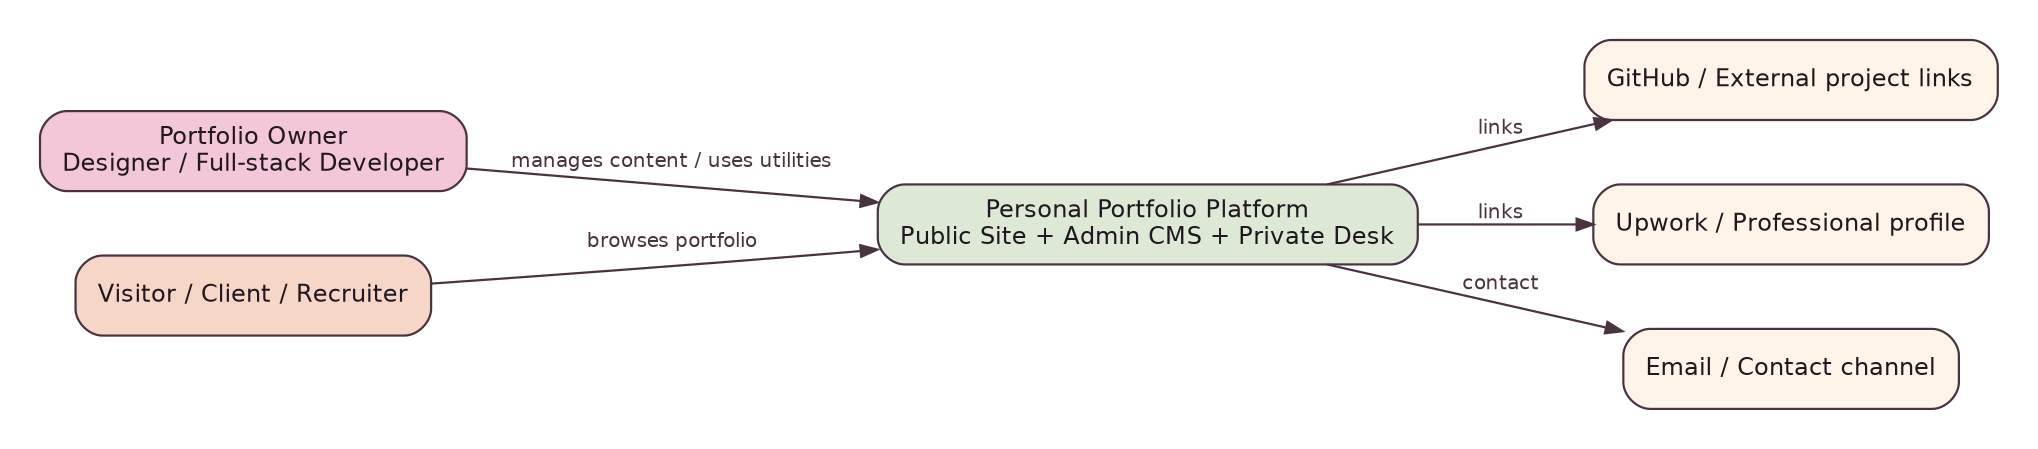 Portfolio Owner
Designer / Full-stack Developer
manages content / uses utilities
Visitor / Client / Recruiter
browses portfolio
Personal Portfolio Platform
Public Site + Admin CMS + Private Desk
links
GitHub / External project links
links
Upwork / Professional profile
contact
Email / Contact channel